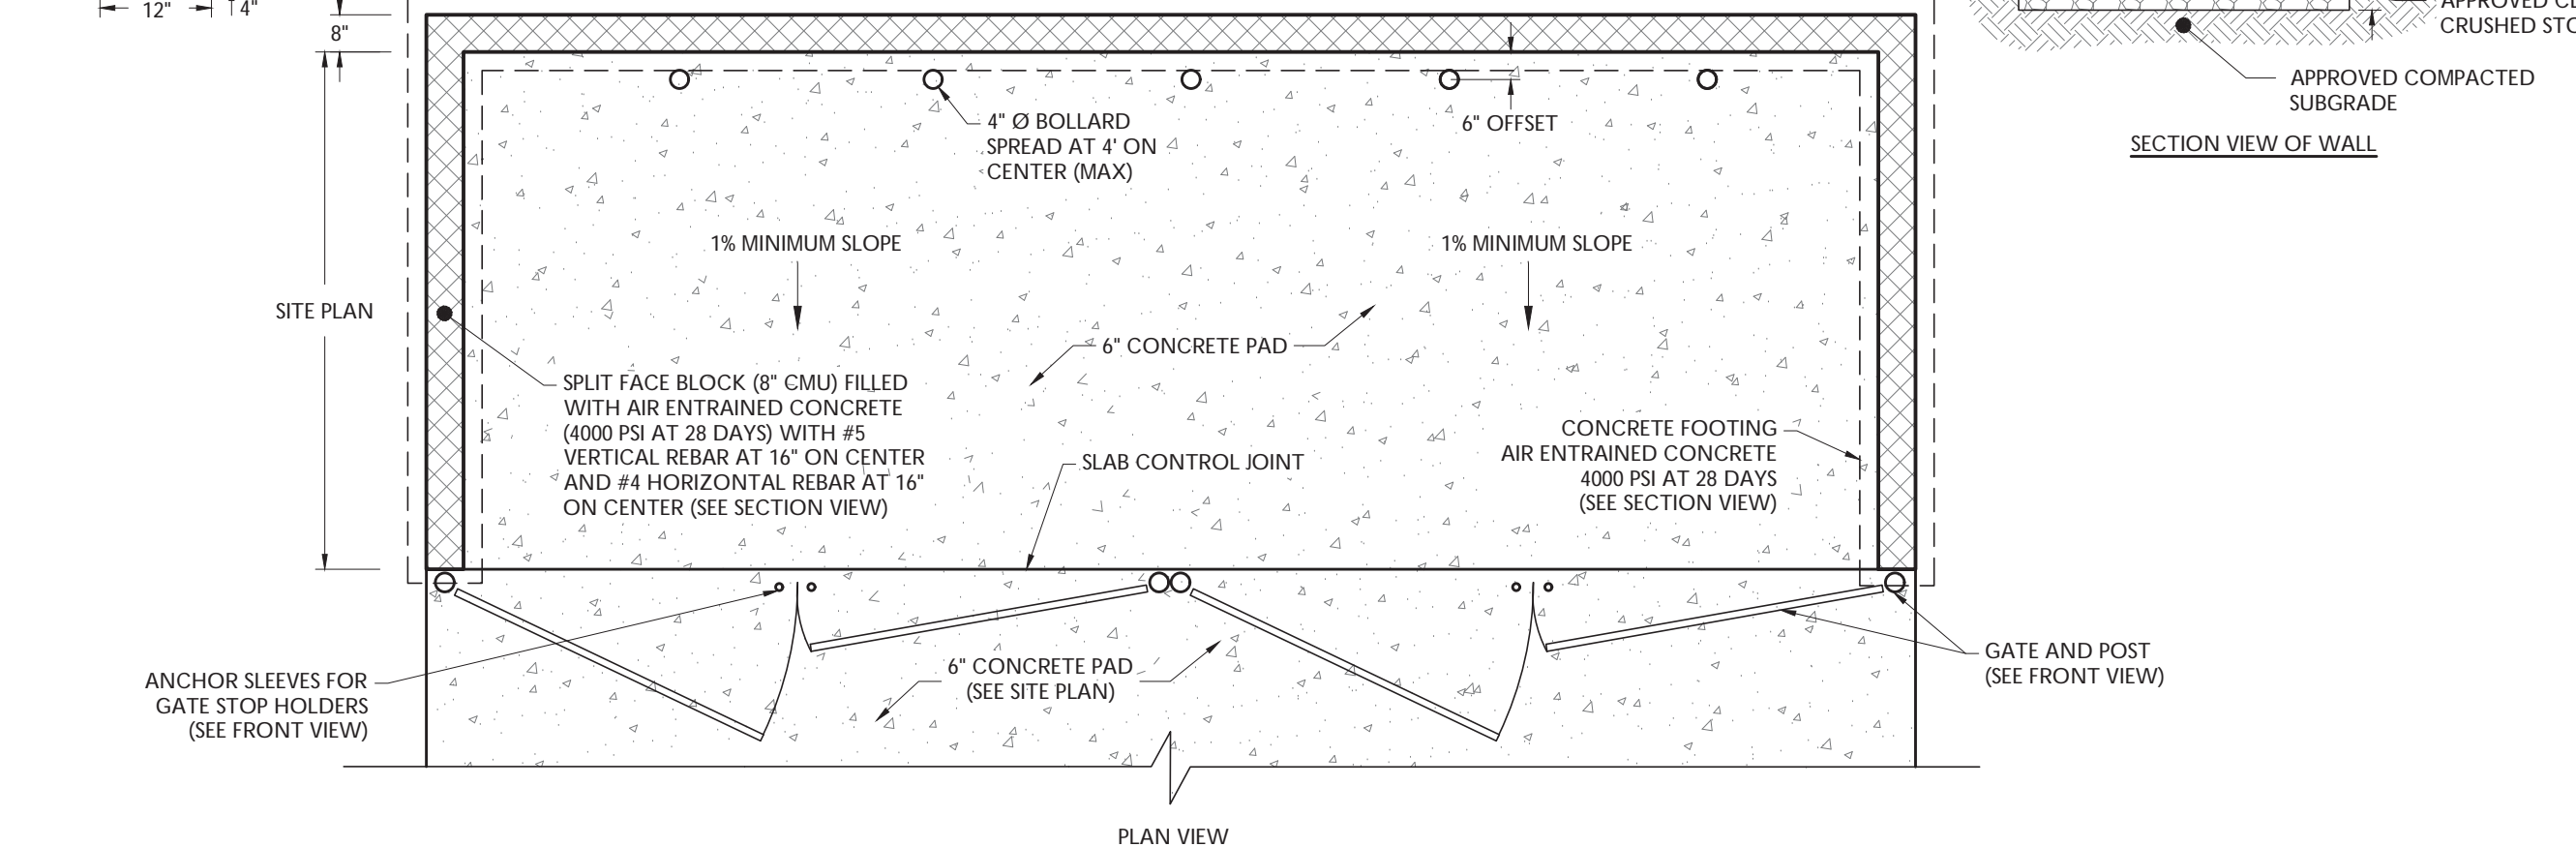 12"
4"
8"
APPROVED
CRUSHED
APPROVED COMPACTED
SUBGRADE
SECTION VIEW OF WALL
4" Ø BOLLARD
SPREAD AT 4' ON
CENTER (MAX)
6" OFFSET
1% MINIMUM SLOPE
1% MINIMUM SLOPE
SITE PLAN
6" CONCRETE PAD
SPLIT FACE BLOCK (8" CMU) FILLED
WITH AIR ENTRAINED CONCRETE
(4000 PSI AT 28 DAYS) WITH #5
VERTICAL REBAR AT 16" ON CENTER
AND #4 HORIZONTAL REBAR AT 16"
ON CENTER (SEE SECTION VIEW)
CONCRETE FOOTING
AIR ENTRAINED CONCRETE
4000 PSI AT 28 DAYS
(SEE SECTION VIEW)
SLAB CONTROL JOINT
ANCHOR SLEEVES FOR
GATE STOP HOLDERS
(SEE FRONT VIEW)
6" CONCRETE PAD
(SEE SITE PLAN)
GATE AND POST
(SEE FRONT VIEW)
PLAN VIEW